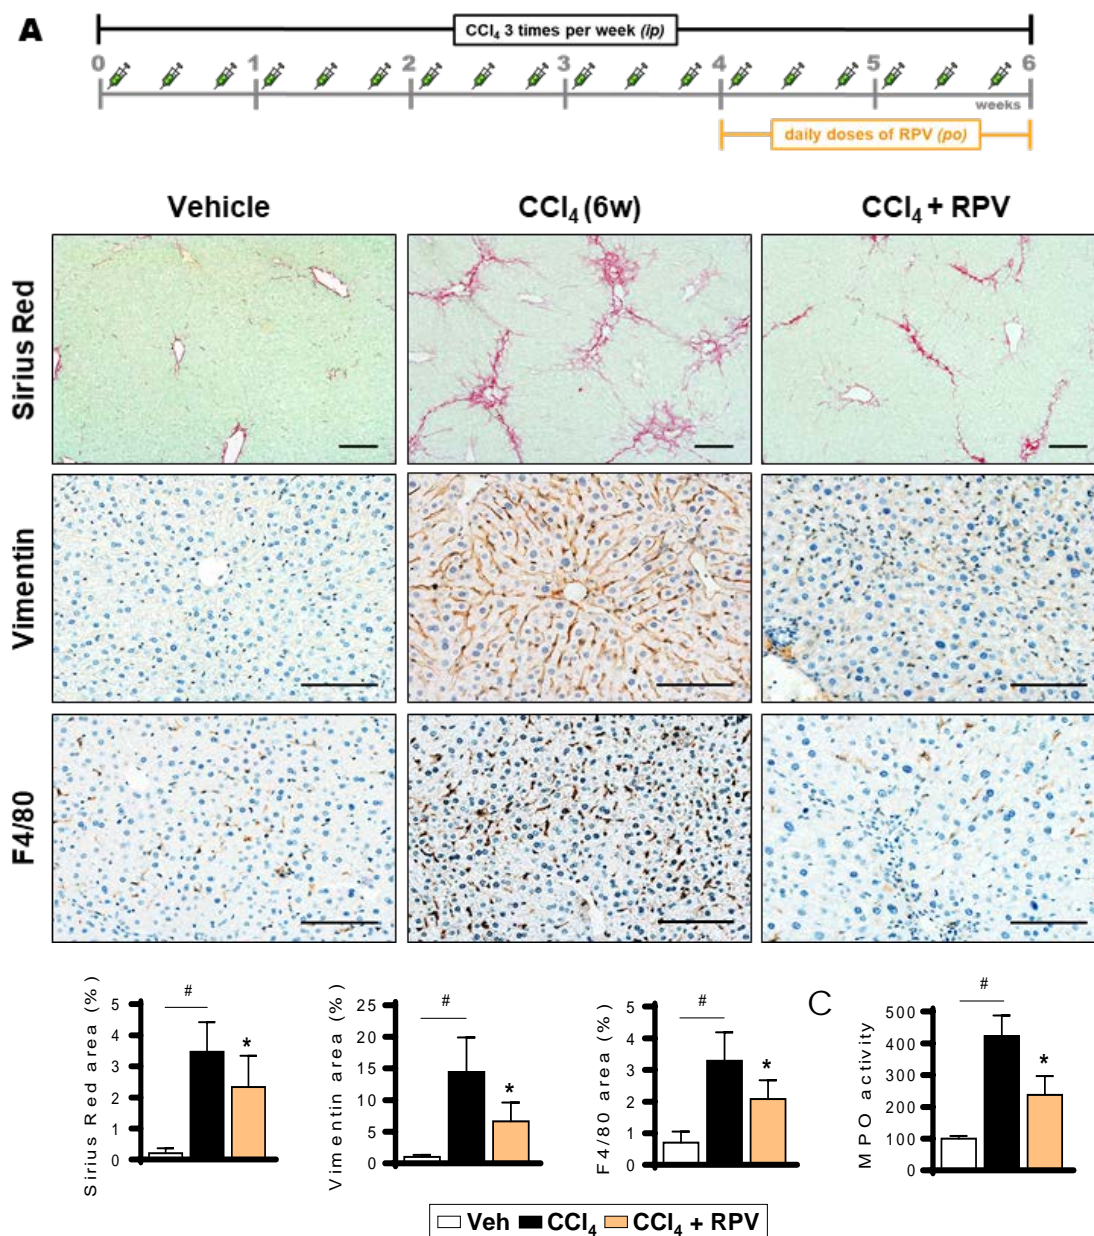 A
CCl₄ 3 times per week (ip)
0 1 2 3 4 5 6
weeks
daily doses of RPV (po)
Vehicle CCl₄ (6w) CCl₄ + RPV
Sirius Red
Vimentin
F4/80
Sirius Red area (%)
5
4
3
2
1
0
#
*
Vimentin area (%)
25
20
15
10
5
0
#
*
F4/80 area (%)
5
4
3
2
1
0
#
*
C
MPO activity
500
400
300
200
100
0
#
*
Veh CCl₄ CCl₄ + RPV